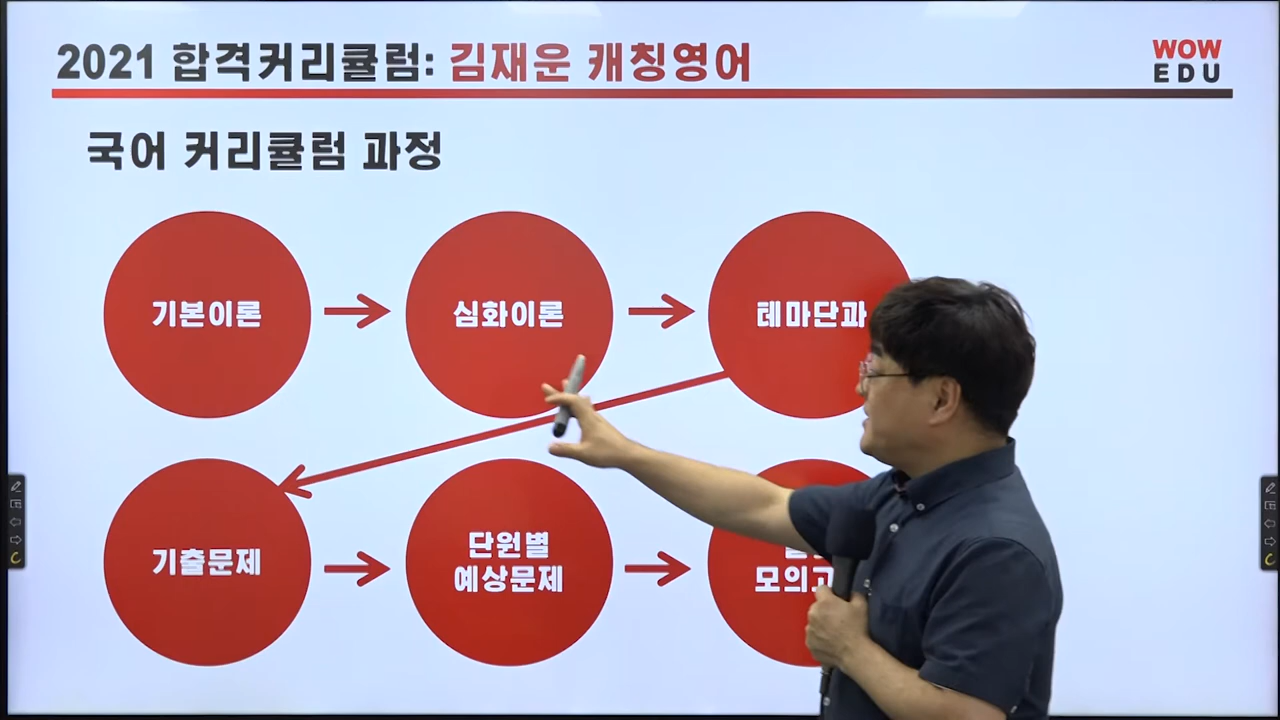 2021 합격커리큘럼: 김재운 캐칭영어
WOW
EDU
국어 커리큘럼 과정
기본이론
심화이론
테마단과
기출문제
단원별
예상문제
모의고